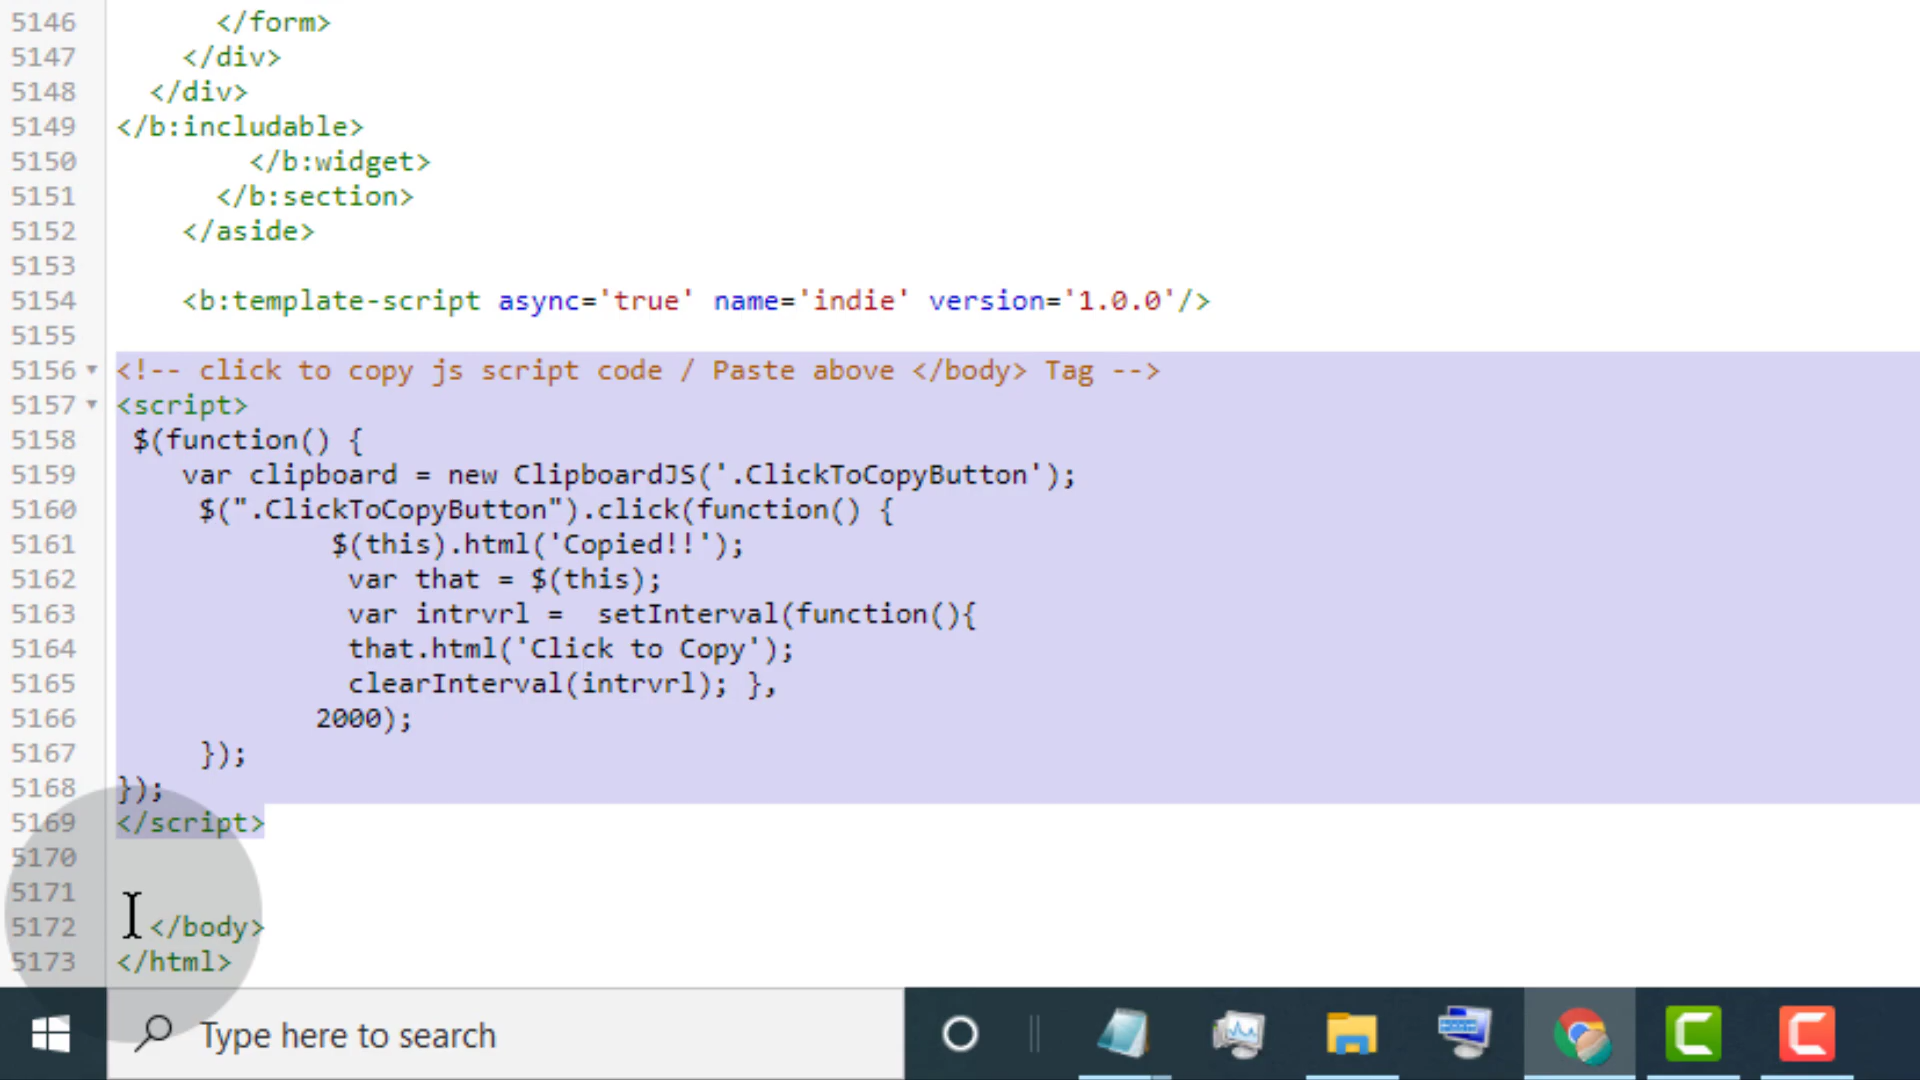 5146 </form>
5147 </div>
5148 </div>
5149 </b:includable>
5150 </b:widget>
5151 </b:section>
5152 </aside>
5153
5154 <b:template-script async='true' name='indie' version='1.0.0'/>
5155
5156 <!-- click to copy js script code / Paste above </body> Tag -->
5157 <script>
5158 $(function() {
5159 var clipboard = new ClipboardJS('.ClickToCopyButton');
5160 $(".ClickToCopyButton").click(function() {
5161 $(this).html('Copied!!');
5162 var that = $(this);
5163 var intrvrl =  setInterval(function(){
5164 that.html('Click to Copy');
5165 clearInterval(intrvrl); },
5166 2000);
5167 });
5168 });
5169 </script>
5170
5171
5172 </body>
5173 </html>
Type here to search